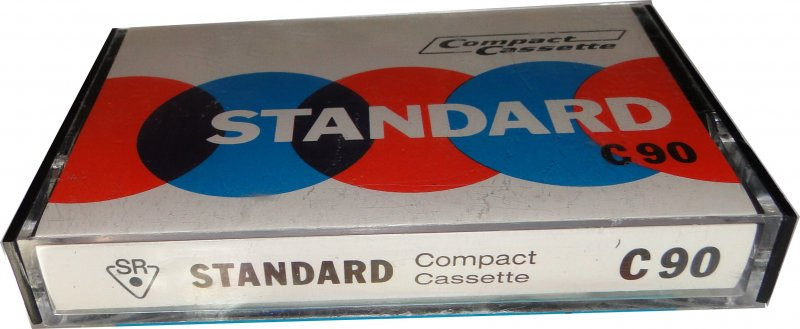 Compact
Cassette
STANDARD
C 90
SR
STANDARD
Compact
Cassette
C 90